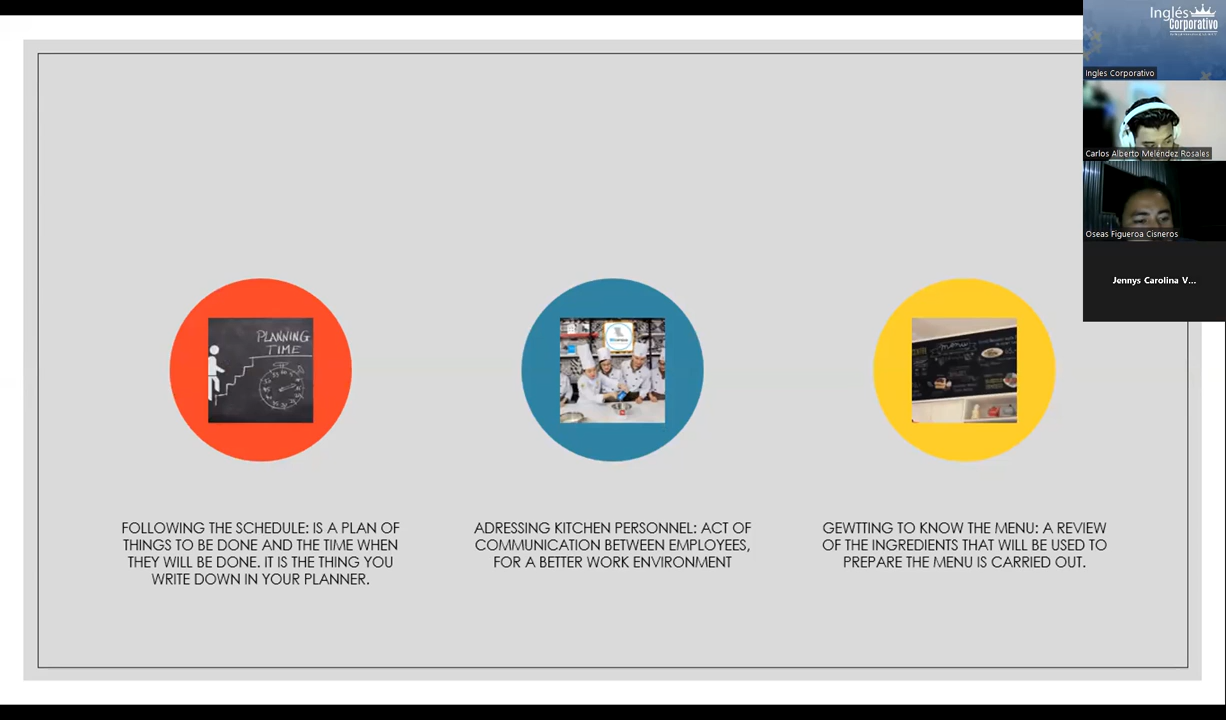 Inglés
Corporativo
Ingles Corporativo
Carlos Alberto Meléndez Rosales
Oseas Figueroa Cisneros
Jennys Carolina V...
PLANNING
TIME
menu
FOLLOWING THE SCHEDULE: IS A PLAN OF
THINGS TO BE DONE AND THE TIME WHEN
THEY WILL BE DONE. IT IS THE THING YOU
WRITE DOWN IN YOUR PLANNER.
ADRESSING KITCHEN PERSONNEL: ACT OF
COMMUNICATION BETWEEN EMPLOYEES,
FOR A BETTER WORK ENVIRONMENT
GEWTTING TO KNOW THE MENU: A REVIEW
OF THE INGREDIENTS THAT WILL BE USED TO
PREPARE THE MENU IS CARRIED OUT.